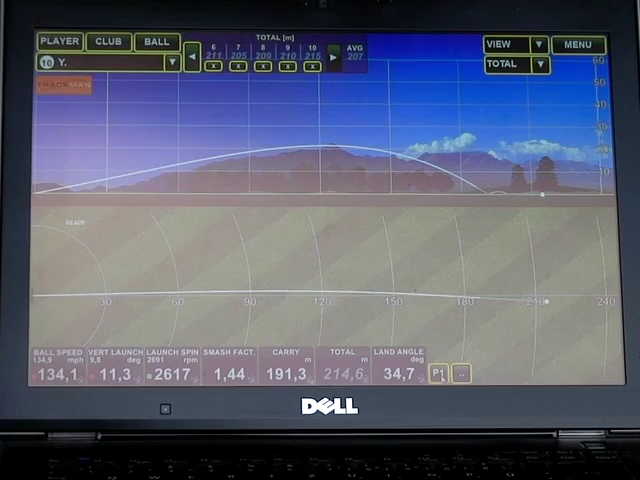 PLAYER CLUB BALL
TOTAL [m]
6 7 8 9 10 AVG
211 205 209 210 215 207
x x x x x
10 Y.
VIEW MENU
TOTAL
TRACKMAN
60
50
40
30
20
10
READY
30 60 90 120 150 180 210 240
BALL SPEED VERT LAUNCH LAUNCH SPIN SMASH FACT. CARRY TOTAL LAND ANGLE
134,9 mph 9,8 deg 2691 rpm m m deg
134,1 11,3 2617 1,44 191,3 214,6 34,7 P1 ..
DELL